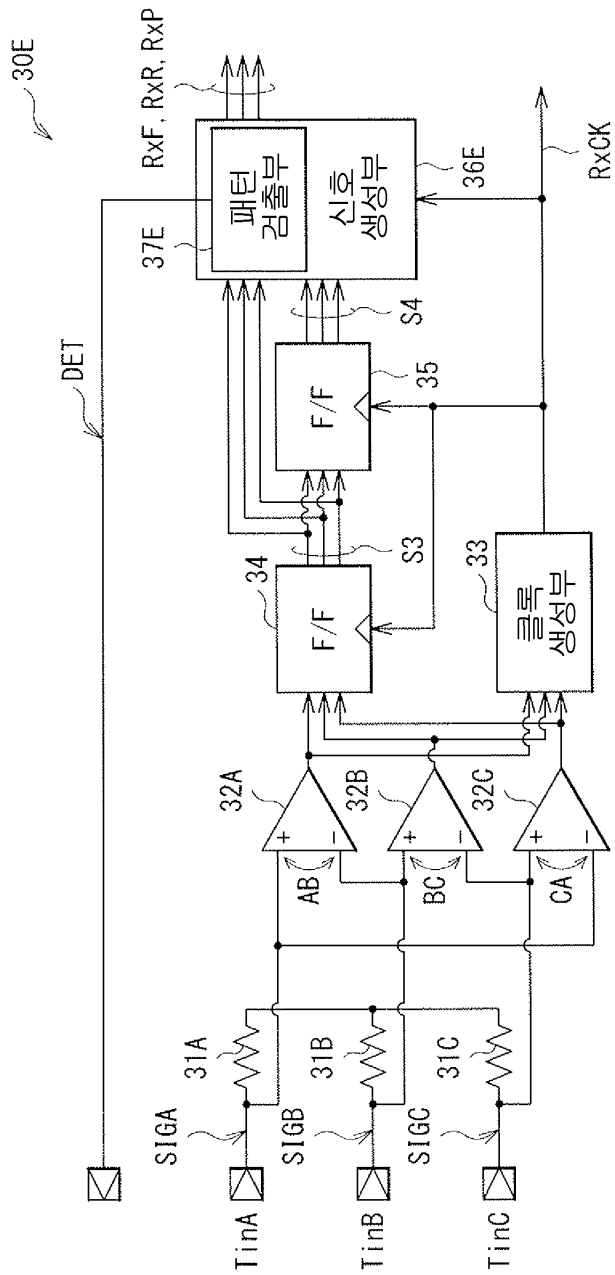 30E
DET
RxF, RxR, RxP
37E
패턴
검출부
신호
생성부
36E
S4
35
F/F
S3
34
F/F
RxCK
33
클록
생성부
32A
+
−
AB
32B
+
−
BC
32C
+
−
CA
31A
31B
31C
SIGA
SIGB
SIGC
TinA
TinB
TinC